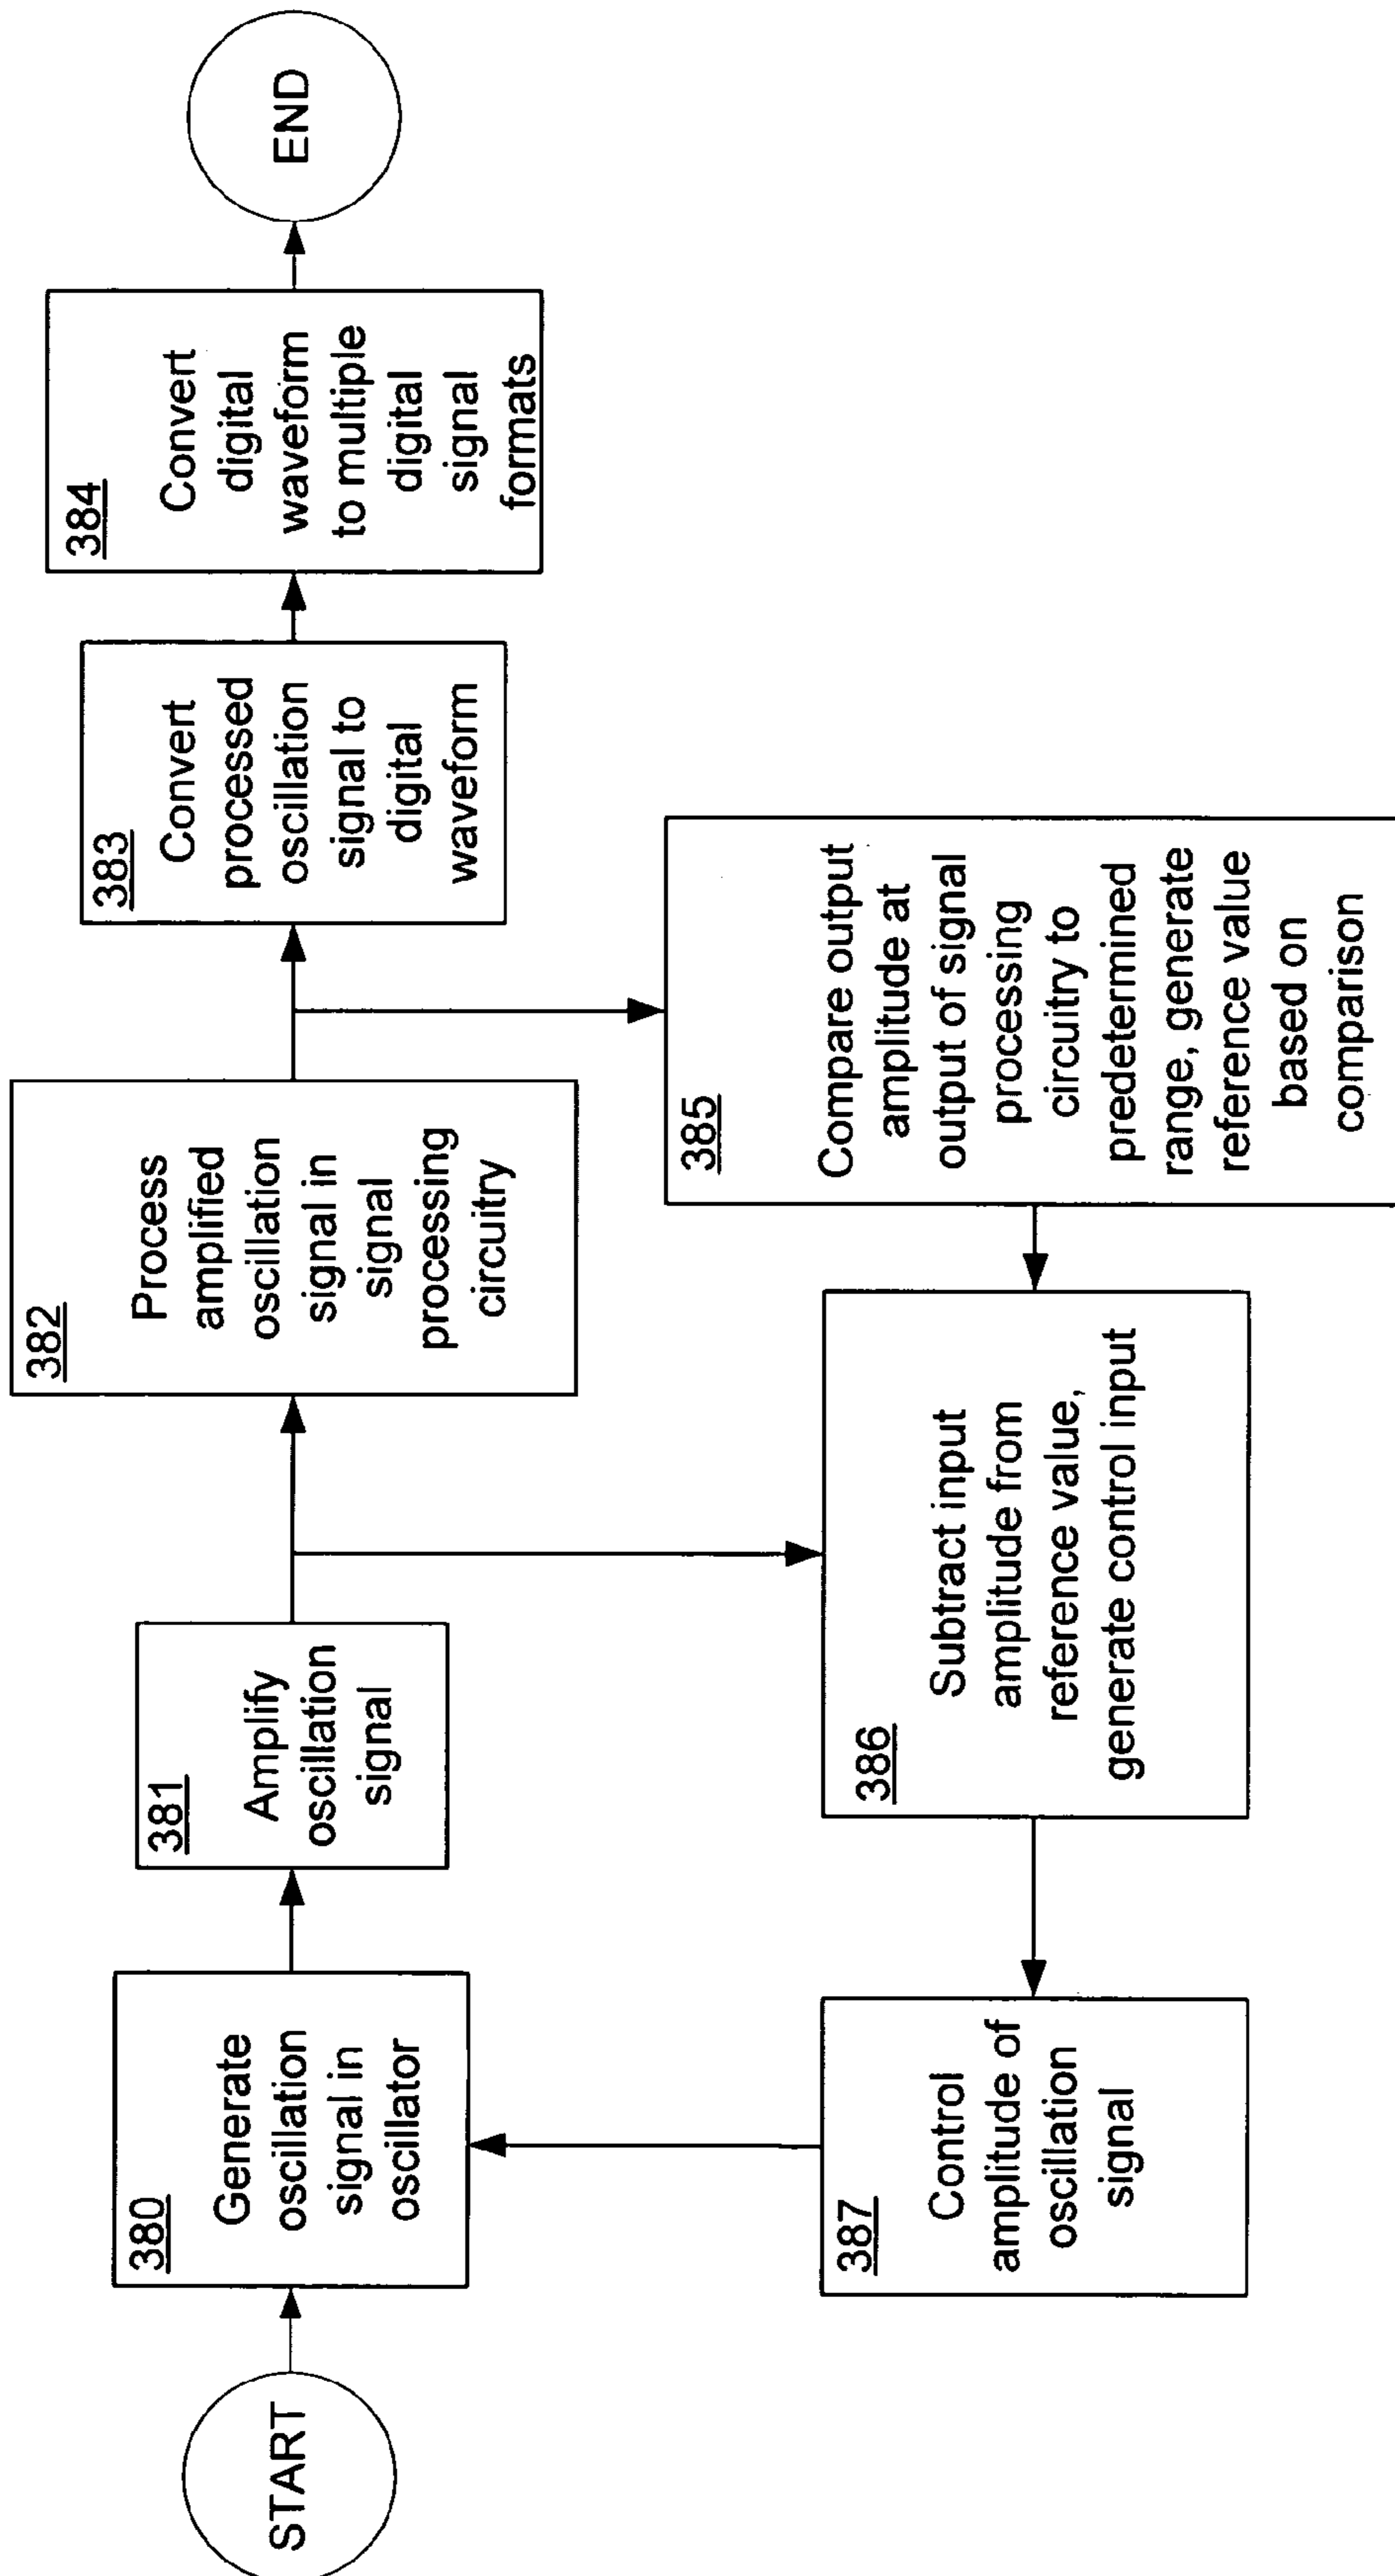 START
380
Generate
oscillation
signal in
oscillator
381
Amplify
oscillation
signal
382
Process
amplified
oscillation
signal in
signal
processing
circuitry
383
Convert
processed
oscillation
signal to
digital
waveform
384
Convert
digital
waveform
to multiple
digital
signal
formats
END
385
Compare output
amplitude at
output of signal
processing
circuitry to
predetermined
range, generate
reference value
based on
comparison
386
Subtract input
amplitude from
reference value,
generate control input
387
Control
amplitude of
oscillation
signal